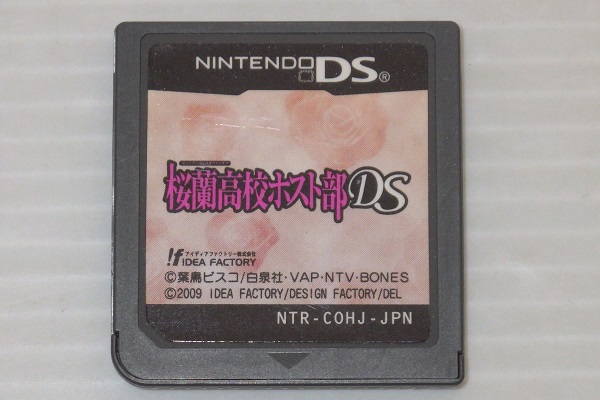 NINTENDO DS®
桜蘭高校ホスト部 DS
アイディアファクトリー株式会社
!f IDEA FACTORY
©葉鳥ビスコ/白泉社・VAP・NTV・BONES
©2009 IDEA FACTORY/DESIGN FACTORY/DEL
NTR-COHJ-JPN